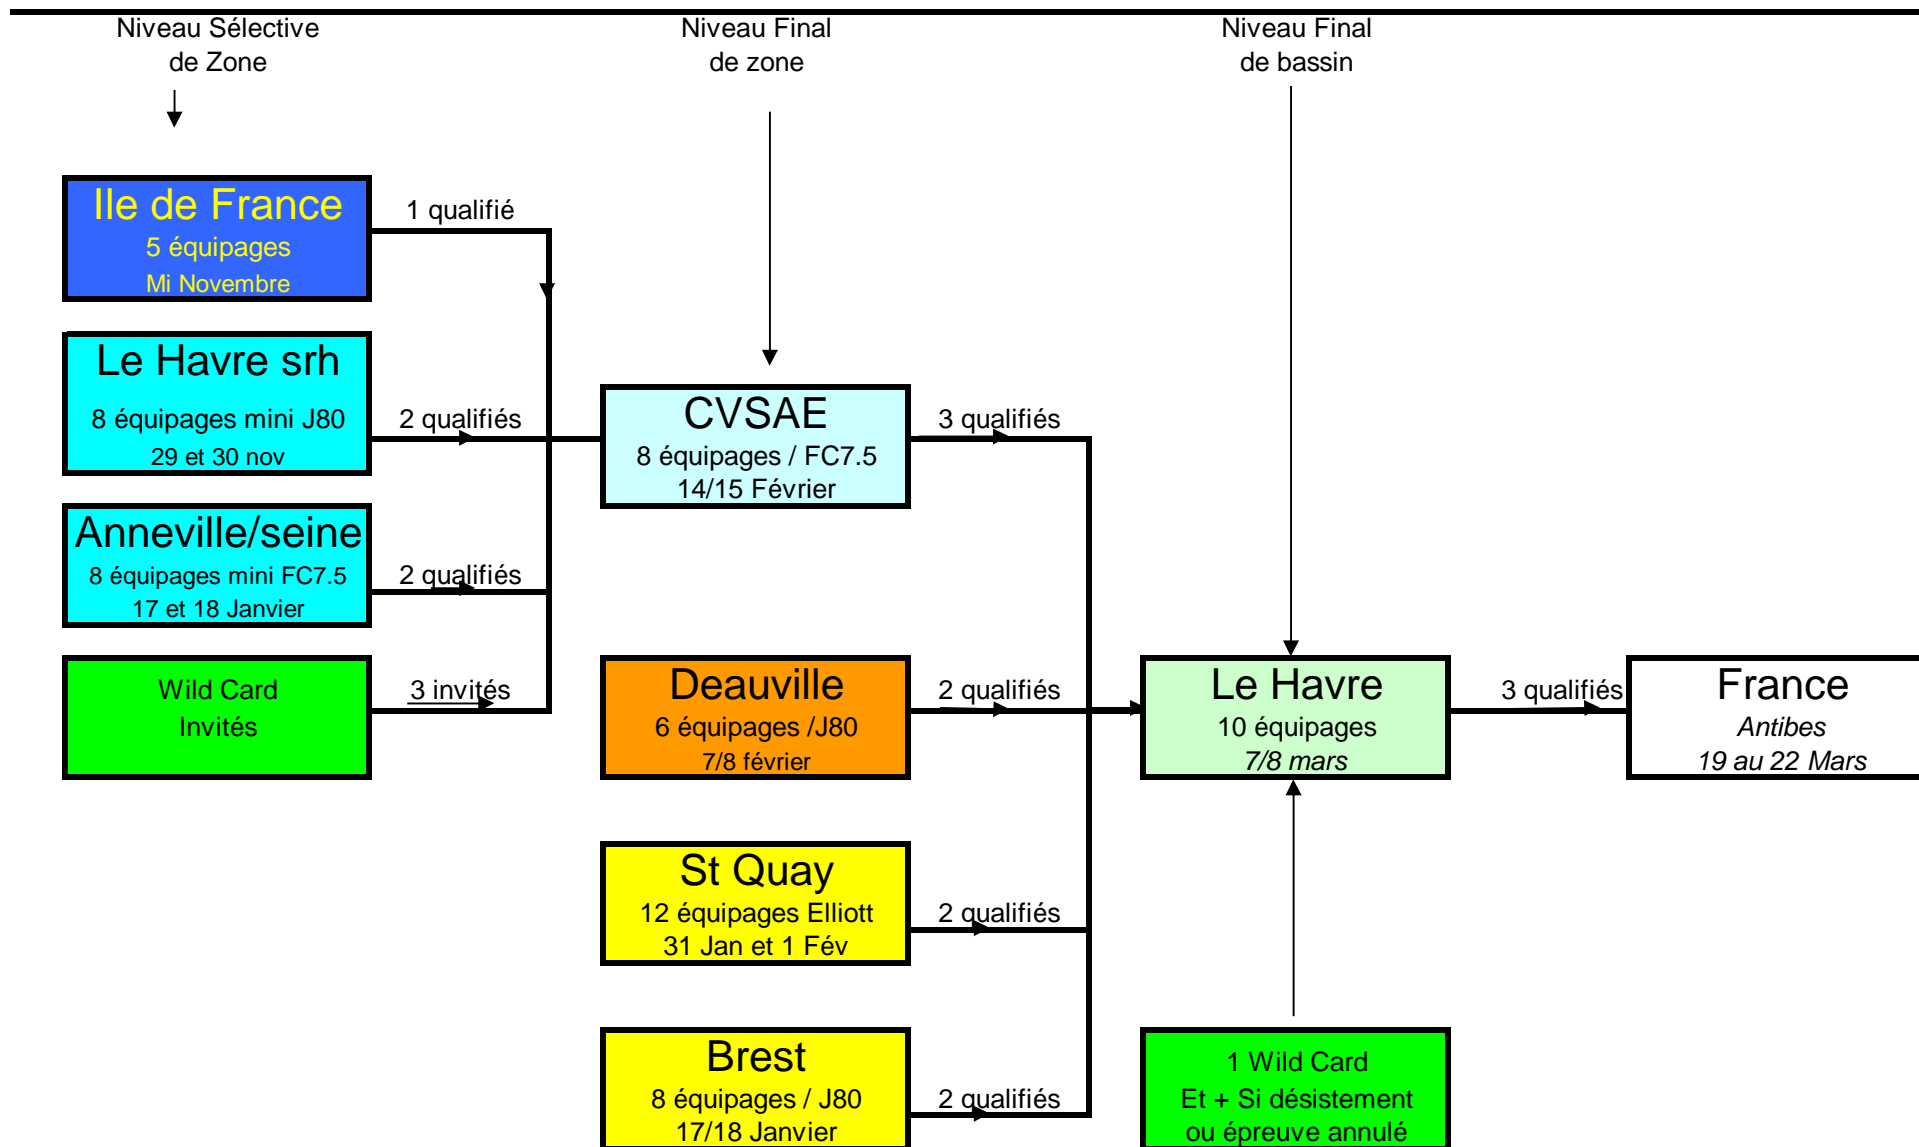 Niveau Sélective
de Zone
Niveau Final
de zone
Niveau Final
de bassin
Ile de France
5 équipages
Mi Novembre
1 qualifié
Le Havre srh
8 équipages mini J80
29 et 30 nov
2 qualifiés
Anneville/seine
8 équipages mini FC7.5
17 et 18 Janvier
2 qualifiés
Wild Card
Invités
3 invités
CVSAE
8 équipages / FC7.5
14/15 Février
3 qualifiés
Deauville
6 équipages /J80
7/8 février
2 qualifiés
St Quay
12 équipages Elliott
31 Jan et 1 Fév
2 qualifiés
Brest
8 équipages / J80
17/18 Janvier
2 qualifiés
Le Havre
10 équipages
7/8 mars
3 qualifiés
1 Wild Card
Et + Si désistement
ou épreuve annulé
France
Antibes
19 au 22 Mars